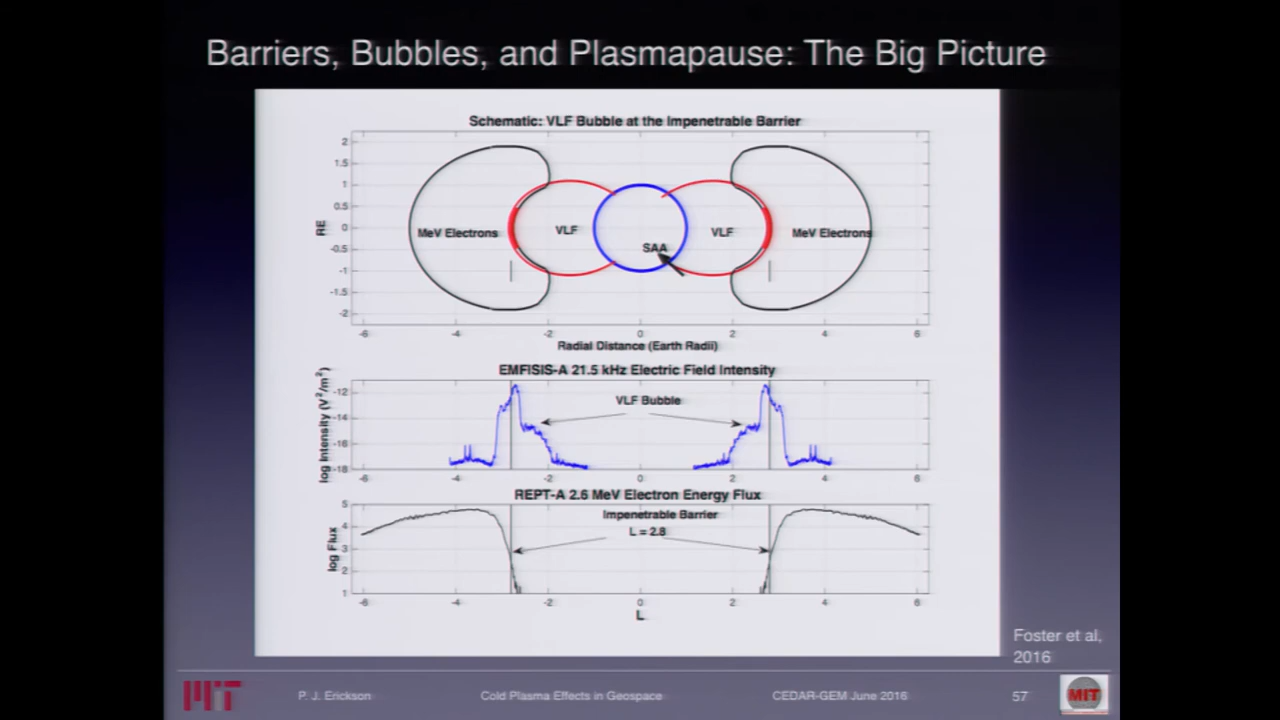 Barriers, Bubbles, and Plasmapause: The Big Picture
Schematic: VLF Bubble at the Impenetrable Barrier
2
1.5
1
0.5
0
-0.5
-1
-1.5
-2
RE
MeV Electrons
VLF
SAA
VLF
MeV Electrons
-6 -4 -2 0 2 4 6
Radial Distance (Earth Radii)
EMFISIS-A 21.5 kHz Electric Field Intensity
log Intensity (V²/m²)
-12
-14
-16
-18
VLF Bubble
-6 -4 -2 0 2 4 6
REPT-A 2.6 MeV Electron Energy Flux
log Flux
5
4
3
2
1
Impenetrable Barrier
L = 2.8
-6 -4 -2 0 2 4 6
L
Foster et al,
2016
MIT P. J. Erickson Cold Plasma Effects in Geospace CEDAR-GEM June 2016 57 MIT